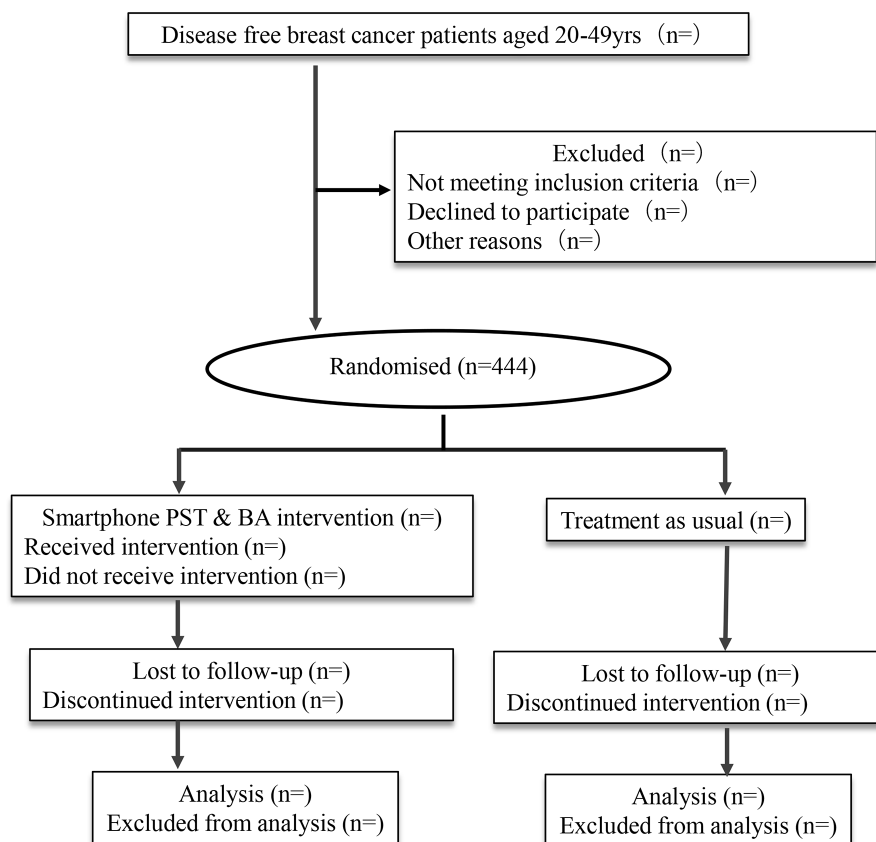 Disease free breast cancer patients aged 20-49yrs（n=）
Excluded（n=）
Not meeting inclusion criteria（n=）
Declined to participate（n=）
Other reasons（n=）
Randomised (n=444)
Smartphone PST & BA intervention (n=)
Received intervention (n=)
Did not receive intervention (n=)
Treatment as usual (n=)
Lost to follow-up (n=)
Discontinued intervention (n=)
Lost to follow-up (n=)
Discontinued intervention (n=)
Analysis (n=)
Excluded from analysis (n=)
Analysis (n=)
Excluded from analysis (n=)